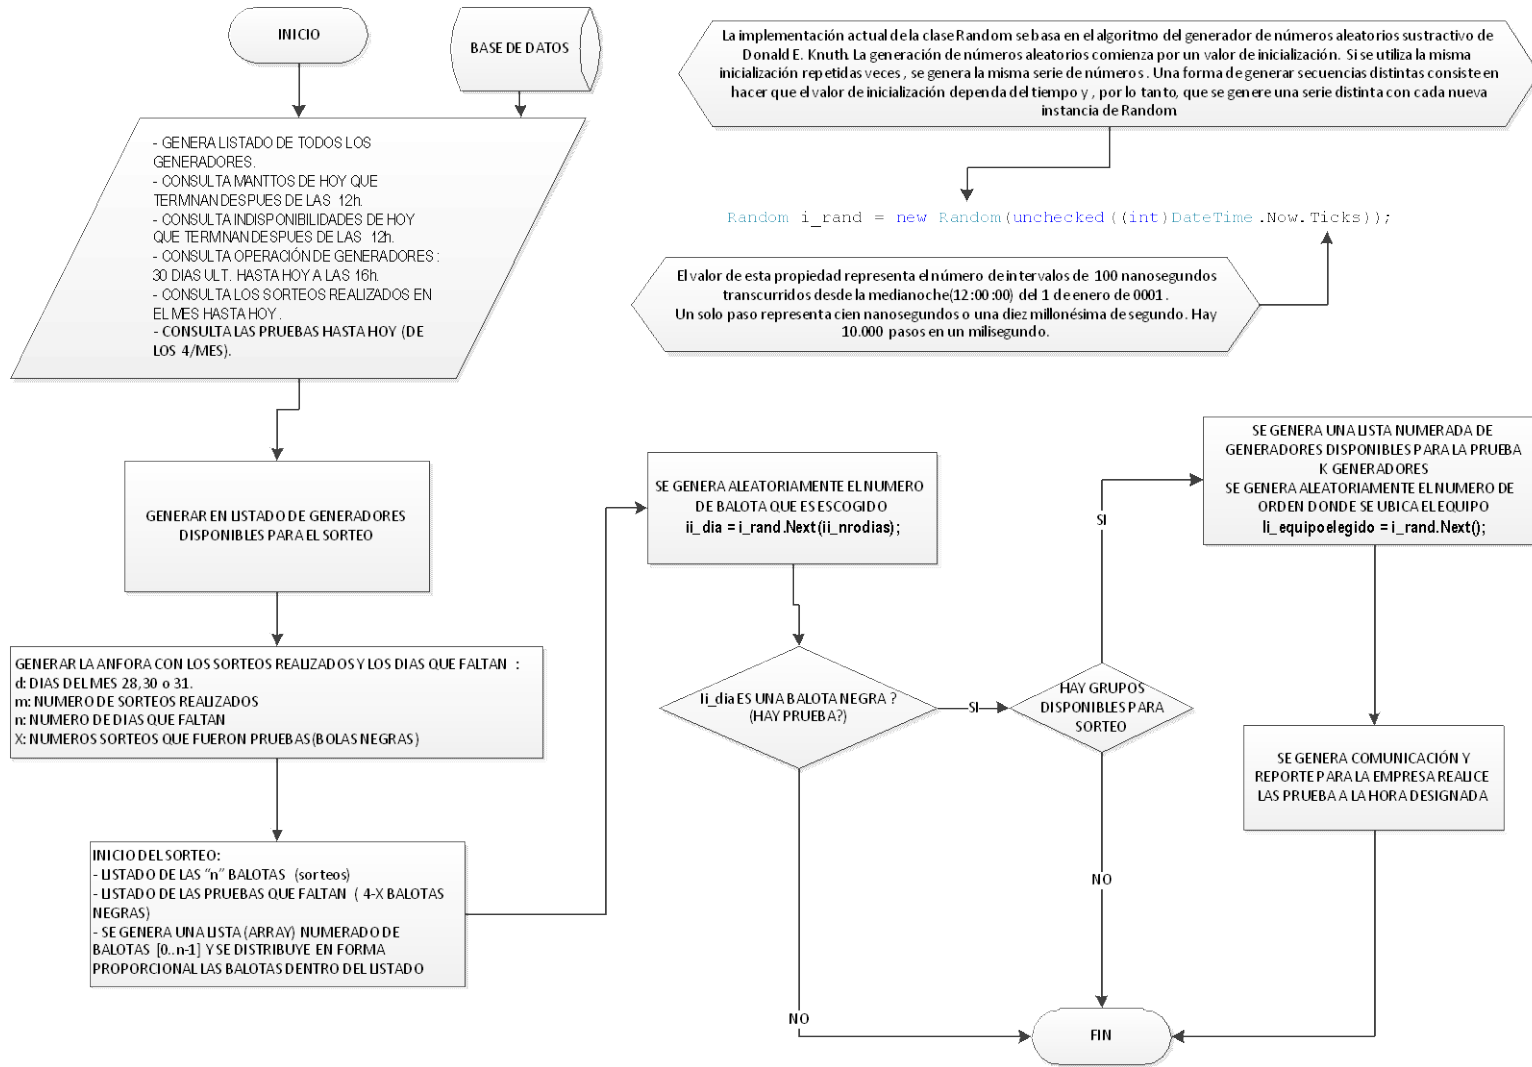 INICIO
BASE DE DATOS
- GENERA LISTADO DE TODOS LOS
GENERADORES.
- CONSULTA MANTTOS DE HOY QUE
TERMNAN DESPUES DE LAS 12h.
- CONSULTA INDISPONIBILIDADES DE HOY
QUE TERMNAN DESPUES DE LAS 12h.
- CONSULTA OPERACIÓN DE GENERADORES :
30 DIAS ULT. HASTA HOY A LAS 16h.
- CONSULTA LOS SORTEOS REALIZADOS EN
EL MES HASTA HOY .
- CONSULTA LAS PRUEBAS HASTA HOY (DE
LOS 4/MES).
La implementación actual de la clase Random se basa en el algoritmo del generador de números aleatorios sustractivo de
Donald E. Knuth. La generación de números aleatorios comienza por un valor de inicialización. Si se utiliza la misma
inicialización repetidas veces , se genera la misma serie de números . Una forma de generar secuencias distintas consiste en
hacer que el valor de inicialización dependa del tiempo y , por lo tanto, que se genere una serie distinta con cada nueva
instancia de Random
Random i_rand = new Random(unchecked((int)DateTime.Now.Ticks));
El valor de esta propiedad representa el número de intervalos de 100 nanosegundos
transcurridos desde la medianoche(12:00:00) del 1 de enero de 0001 .
Un solo paso representa cien nanosegundos o una diez millonésima de segundo. Hay
10.000 pasos en un milisegundo.
GENERAR EN LISTADO DE GENERADORES
DISPONIBLES PARA EL SORTEO
GENERAR LA ANFORA CON LOS SORTEOS REALIZADOS Y LOS DIAS QUE FALTAN :
d: DIAS DEL MES 28,30 o 31.
m: NUMERO DE SORTEOS REALIZADOS
n: NUMERO DE DIAS QUE FALTAN
X: NUMEROS SORTEOS QUE FUERON PRUEBAS (BOLAS NEGRAS)
INICIO DEL SORTEO:
- LISTADO DE LAS "n" BALOTAS (sorteos)
- LISTADO DE LAS PRUEBAS QUE FALTAN ( 4-X BALOTAS
NEGRAS)
- SE GENERA UNA LISTA (ARRAY) NUMERADO DE
BALOTAS [0..n-1] Y SE DISTRIBUYE EN FORMA
PROPORCIONAL LAS BALOTAS DENTRO DEL LISTADO
SE GENERA ALEATORIAMENTE EL NUMERO
DE BALOTA QUE ES ESCOGIDO
ii_dia = i_rand.Next(ii_nrodias);
li_dia ES UNA BALOTA NEGRA ?
(HAY PRUEBA?)
SI
NO
HAY GRUPOS
DISPONIBLES PARA
SORTEO
SI
NO
SE GENERA UNA LISTA NUMERADA DE
GENERADORES DISPONIBLES PARA LA PRUEBA
K GENERADORES
SE GENERA ALEATORIAMENTE EL NUMERO DE
ORDEN DONDE SE UBICA EL EQUIPO
li_equipoelegido = i_rand.Next();
SE GENERA COMUNICACIÓN Y
REPORTE PARA LA EMPRESA REALICE
LAS PRUEBA A LA HORA DESIGNADA
FIN